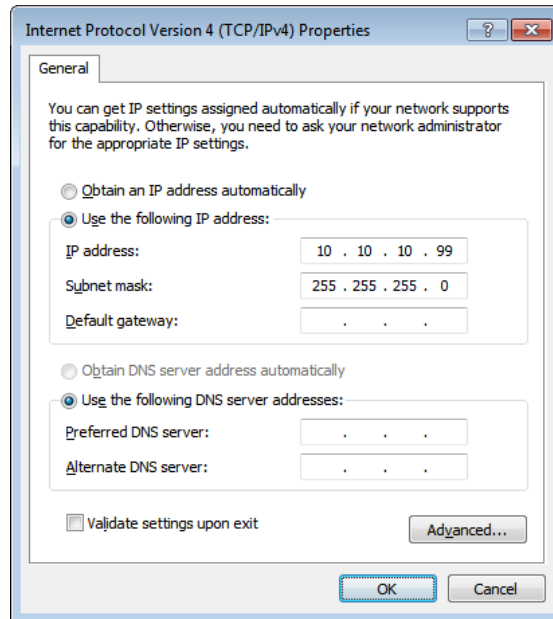 Internet Protocol Version 4 (TCP/IPv4) Properties
General
You can get IP settings assigned automatically if your network supports
this capability. Otherwise, you need to ask your network administrator
for the appropriate IP settings.
Obtain an IP address automatically
Use the following IP address:
IP address: 10 . 10 . 10 . 99
Subnet mask: 255 . 255 . 255 . 0
Default gateway: . . .
Obtain DNS server address automatically
Use the following DNS server addresses:
Preferred DNS server: . . .
Alternate DNS server: . . .
Validate settings upon exit
Advanced...
OK Cancel